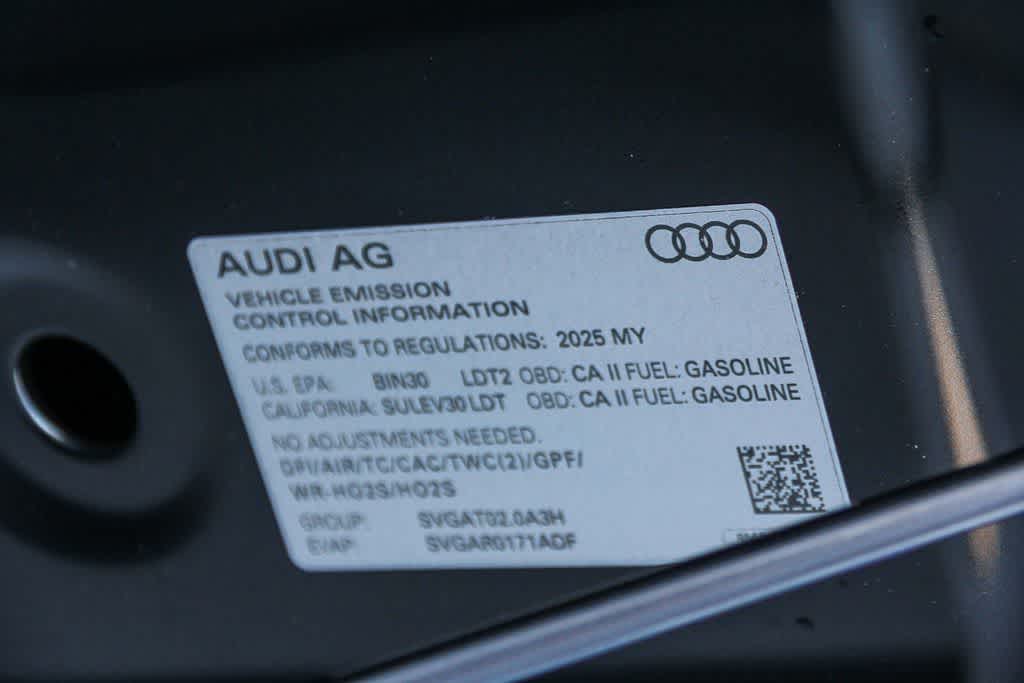 AUDI AG
VEHICLE EMISSION
CONTROL INFORMATION
CONFORMS TO REGULATIONS: 2025 MY
U.S. EPA: BIN30 LDT2 OBD: CA II FUEL: GASOLINE
CALIFORNIA: SULEV30 LDT OBD: CA II FUEL: GASOLINE
NO ADJUSTMENTS NEEDED.
DFI/AIR/TC/CAC/TWC(2)/GPF/
WR-HO2S/HO2S
GROUP: SVGAT02.0A3H
EVAP: SVGAR0171ADF